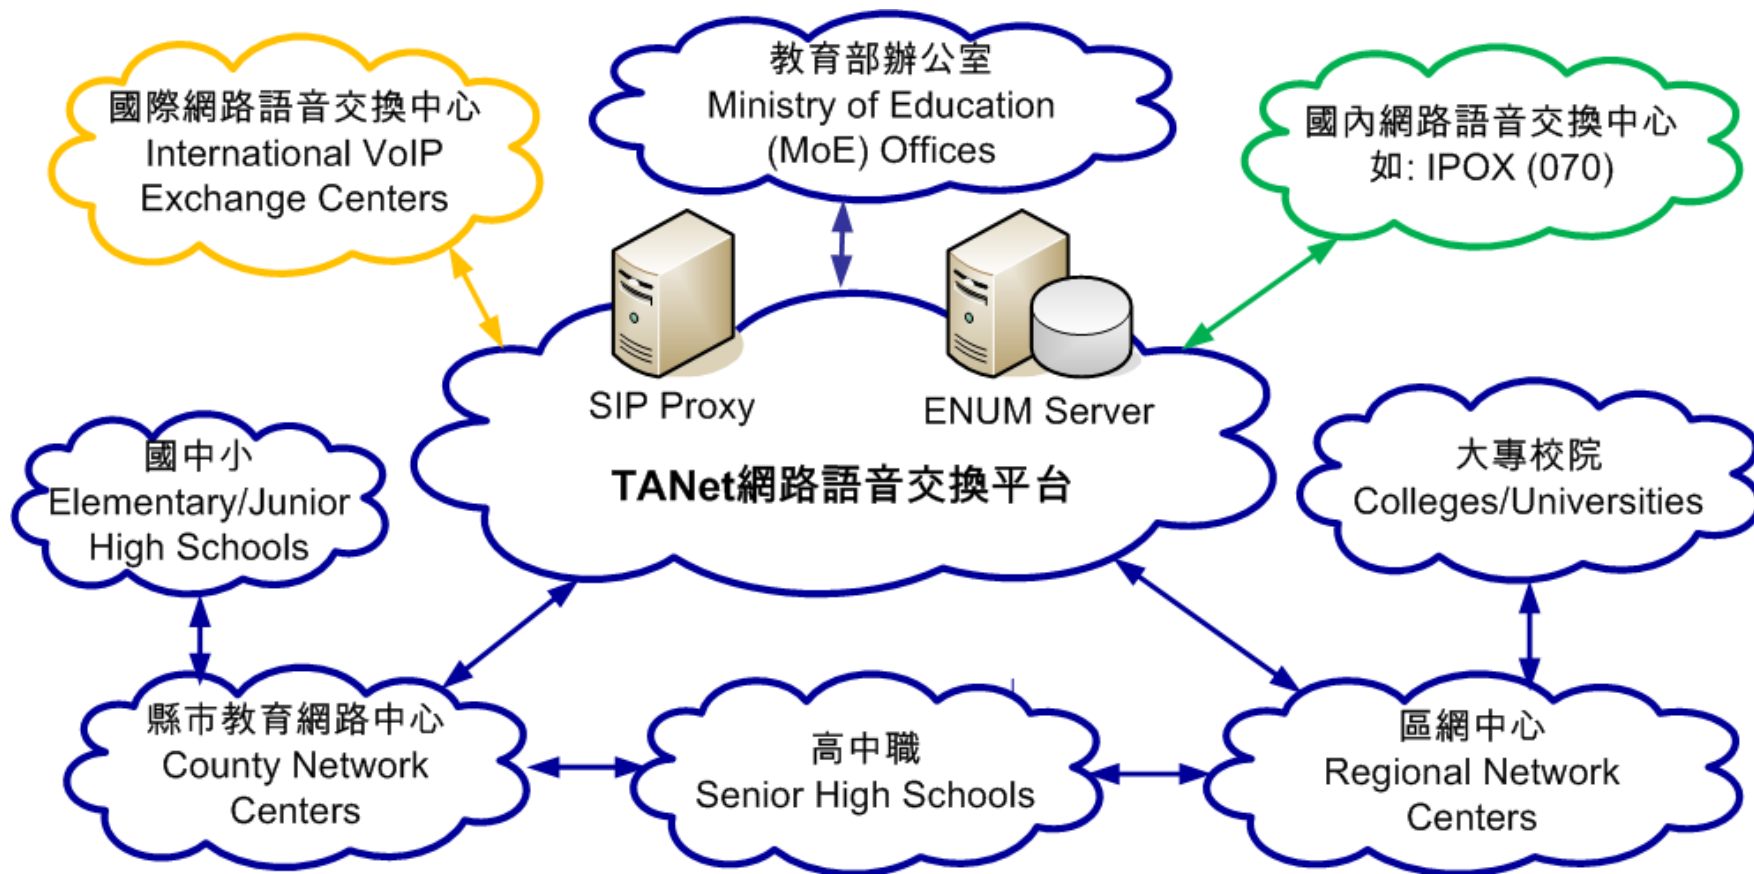 教育部辦公室
Ministry of Education
(MoE) Offices
國際網路語音交換中心
International VoIP
Exchange Centers
國內網路語音交換中心
如: IPOX (070)
SIP Proxy
ENUM Server
TANet網路語音交換平台
國中小
Elementary/Junior
High Schools
大專校院
Colleges/Universities
縣市教育網路中心
County Network
Centers
高中職
Senior High Schools
區網中心
Regional Network
Centers